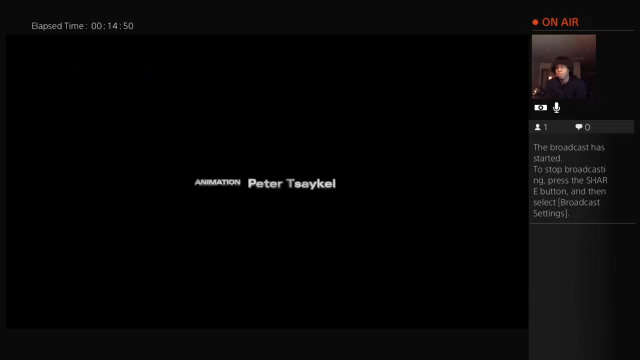 Elapsed Time : 00 : 14 : 50
ON AIR
ANIMATION Peter Tsaykel
1
0
The broadcast has
started.
To stop broadcasti
ng, press the SHAR
E button, and then
select [Broadcast
Settings].